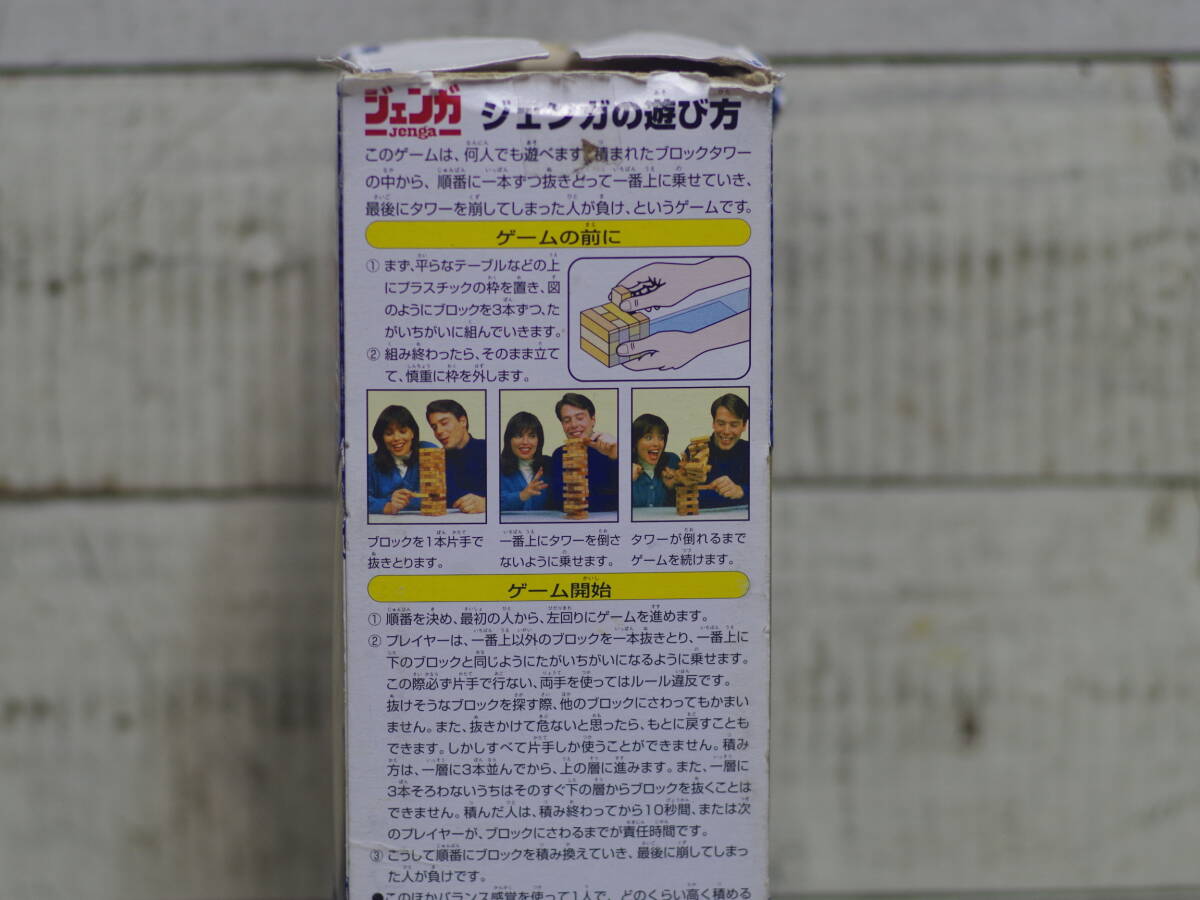 ジェンガ
Jenga
ジェンガの遊び方
このゲームは、何人でも遊べます。積まれたブロックタワー
の中から、順番に一本ずつ抜きとって一番上に乗せていき、
最後にタワーを崩してしまった人が負け、というゲームです。
ゲームの前に
① まず、平らなテーブルなどの上
にプラスチックの枠を置き、図
のようにブロックを3本ずつ、た
がいちがいに組んでいきます。
② 組み終わったら、そのまま立て
て、慎重に枠を外します。
ブロックを1本片手で
抜きとります。
一番上にタワーを倒さ
ないように乗せます。
タワーが倒れるまで
ゲームを続けます。
ゲーム開始
① 順番を決め、最初の人から、左回りにゲームを進めます。
② プレイヤーは、一番上以外のブロックを一本抜きとり、一番上に
下のブロックと同じようにたがいちがいになるように乗せます。
この際必ず片手で行ない、両手を使ってはルール違反です。
抜けそうなブロックを探す際、他のブロックにさわってもかまい
ません。また、抜きかけて危ないと思ったら、もとに戻すことも
できます。しかしすべて片手しか使うことができません。積み
方は、一層に3本並んでから、上の層に進みます。また、一層に
3本そろわないうちはそのすぐ下の層からブロックを抜くことは
できません。積んだ人は、積み終わってから10秒間、または次
のプレイヤーが、ブロックにさわるまでが責任時間です。
③ こうして順番にブロックを積み換えていき、最後に崩してしまっ
た人が負けです。
●このほかバランス感覚を使って1人で、どのくらい高く積める